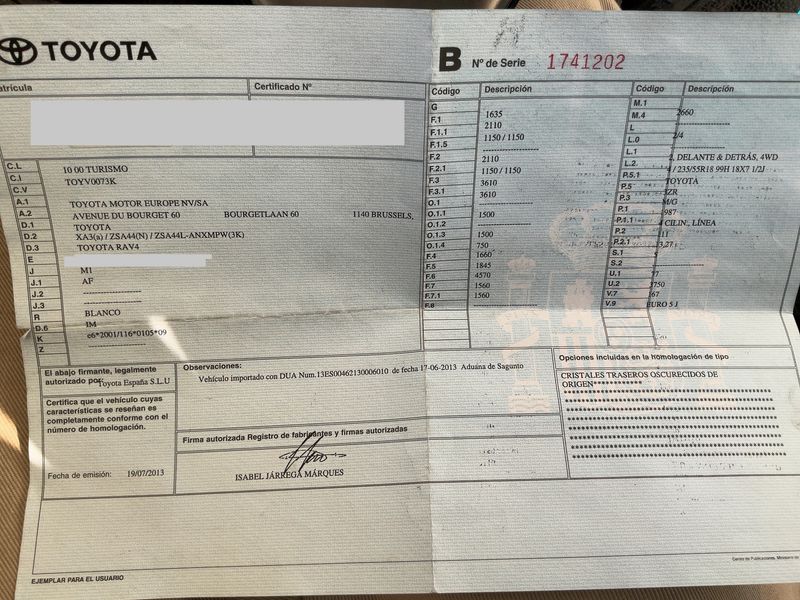 TOYOTA
B Nº de Serie 1741202
atrícula Certificado Nº
C.L 10 00 TURISMO
C.I TOYV0073K
C.V
A.1 TOYOTA MOTOR EUROPE NV/SA
A.2 AVENUE DU BOURGET 60 BOURGETLAAN 60 1140 BRUSSELS,
D.1 TOYOTA
D.2 XA3(a) / ZSA44(N) / ZSA44L-ANXMPW(3K)
D.3 TOYOTA RAV4
E
J M1
J.1 AF
J.2 --------------------
J.3 --------------------
R BLANCO
D.6 IM
K e6*2001/116*0105*09
Z --------------------
Código Descripción
G 1635
F.1 2110
F.1.1 1150 / 1150
F.1.5 --------------------
F.2 2110
F.2.1 1150 / 1150
F.3 3610
F.3.1 3610
O.1 --------------------
O.1.1 1500
O.1.2 --------------------
O.1.3 1500
O.1.4 750
F.4 1660
F.5 1845
F.6 4570
F.7 1560
F.7.1 1560
F.8 --------------------
Código Descripción
M.1 2660
M.4 --------------------
L 2/4
L.0
L.1 2, DELANTE & DETRÁS, 4WD
L.2. / 235/55R18 99H 18X7 1/2J
P.5.1 TOYOTA
P.5 3ZR
P.3 M/G
P.1 1987
P.1.1 4 CILIN., LÍNEA
P.2 111
P.2.1 13,27
S.1 5
S.2 --------------------
U.1 77
U.2 3750
V.7 167
V.9 EURO 5 J
El abajo firmante, legalmente
autorizado por: Toyota España S.L.U
Certifica que el vehículo cuyas
características se reseñan es
completamente conforme con el
número de homologación.
Fecha de emisión: 19/07/2013
Observaciones:
Vehículo importado con DUA Num.13ES00462130006010 de fecha 17-06-2013 Aduana de Sagunto
Firma autorizada Registro de fabricantes y firmas autorizadas
ISABEL JÁRREGA MÁRQUES
Opciones incluidas en la homologación de tipo
CRISTALES TRASEROS OSCURECIDOS DE
ORIGEN************
EJEMPLAR PARA EL USUARIO
Centro de Publicaciones. Ministerio de